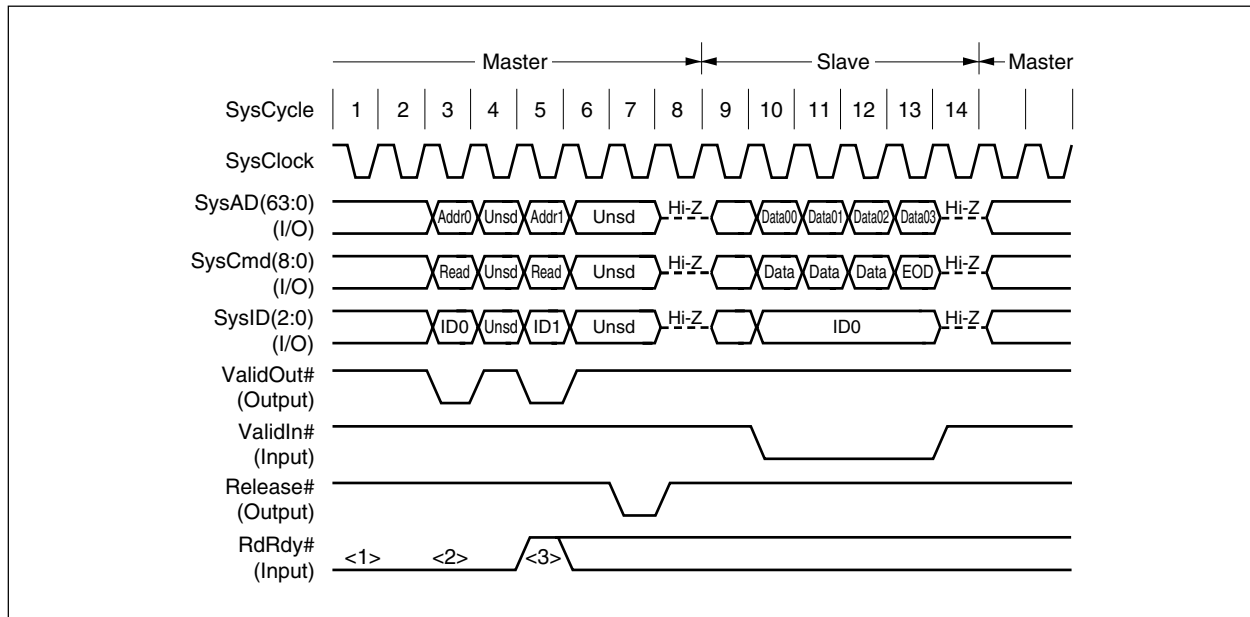 Master Slave Master
SysCycle 1 2 3 4 5 6 7 8 9 10 11 12 13 14
SysClock
SysAD(63:0)
(I/O)
Addr0 Unsd Addr1 Unsd Hi-Z Data00 Data01 Data02 Data03 Hi-Z
SysCmd(8:0)
(I/O)
Read Unsd Read Unsd Hi-Z Data Data Data EOD Hi-Z
SysID(2:0)
(I/O)
ID0 Unsd ID1 Unsd Hi-Z ID0 Hi-Z
ValidOut#
(Output)
ValidIn#
(Input)
Release#
(Output)
RdRdy#
(Input)
<1> <2> <3>